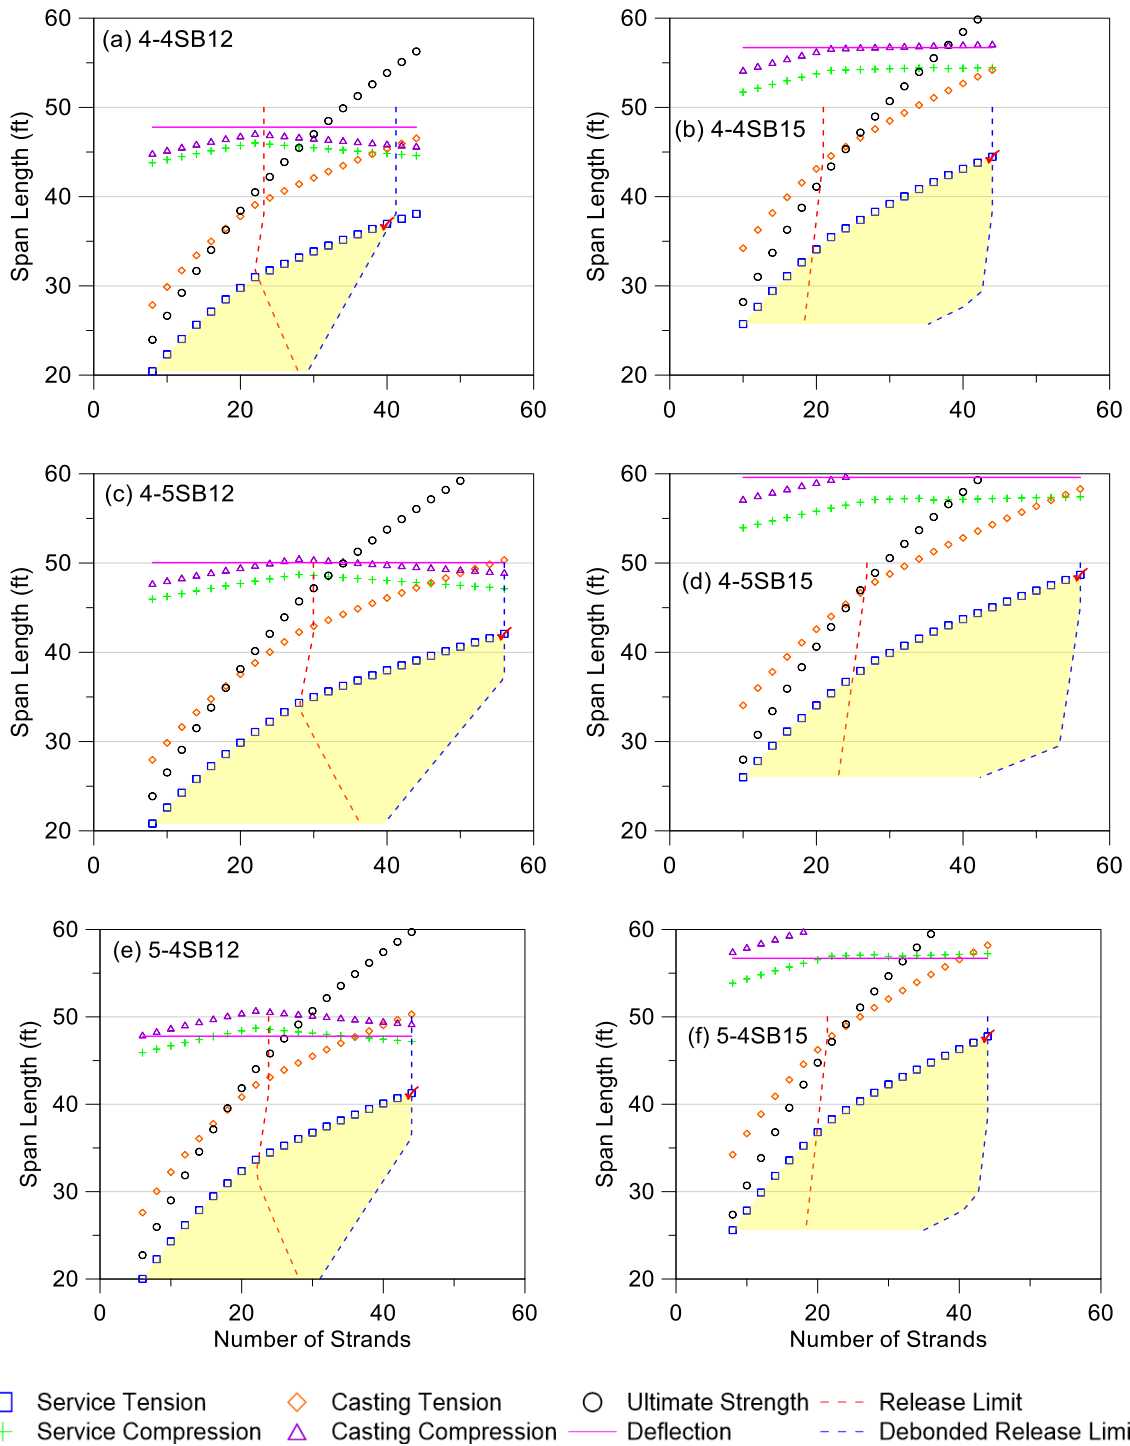 60
50
40
30
20
Span Length (ft)
(a) 4-4SB12
0
20
40
60
60
50
40
30
20
Span Length (ft)
(b) 4-4SB15
0
20
40
60
60
50
40
30
20
Span Length (ft)
(c) 4-5SB12
0
20
40
60
60
50
40
30
20
Span Length (ft)
(d) 4-5SB15
0
20
40
60
60
50
40
30
20
Span Length (ft)
(e) 5-4SB12
0
20
40
60
Number of Strands
60
50
40
30
20
Span Length (ft)
(f) 5-4SB15
0
20
40
60
Number of Strands
Service Tension
Casting Tension
Ultimate Strength
Release Limit
Service Compression
Casting Compression
Deflection
Debonded Release Limi